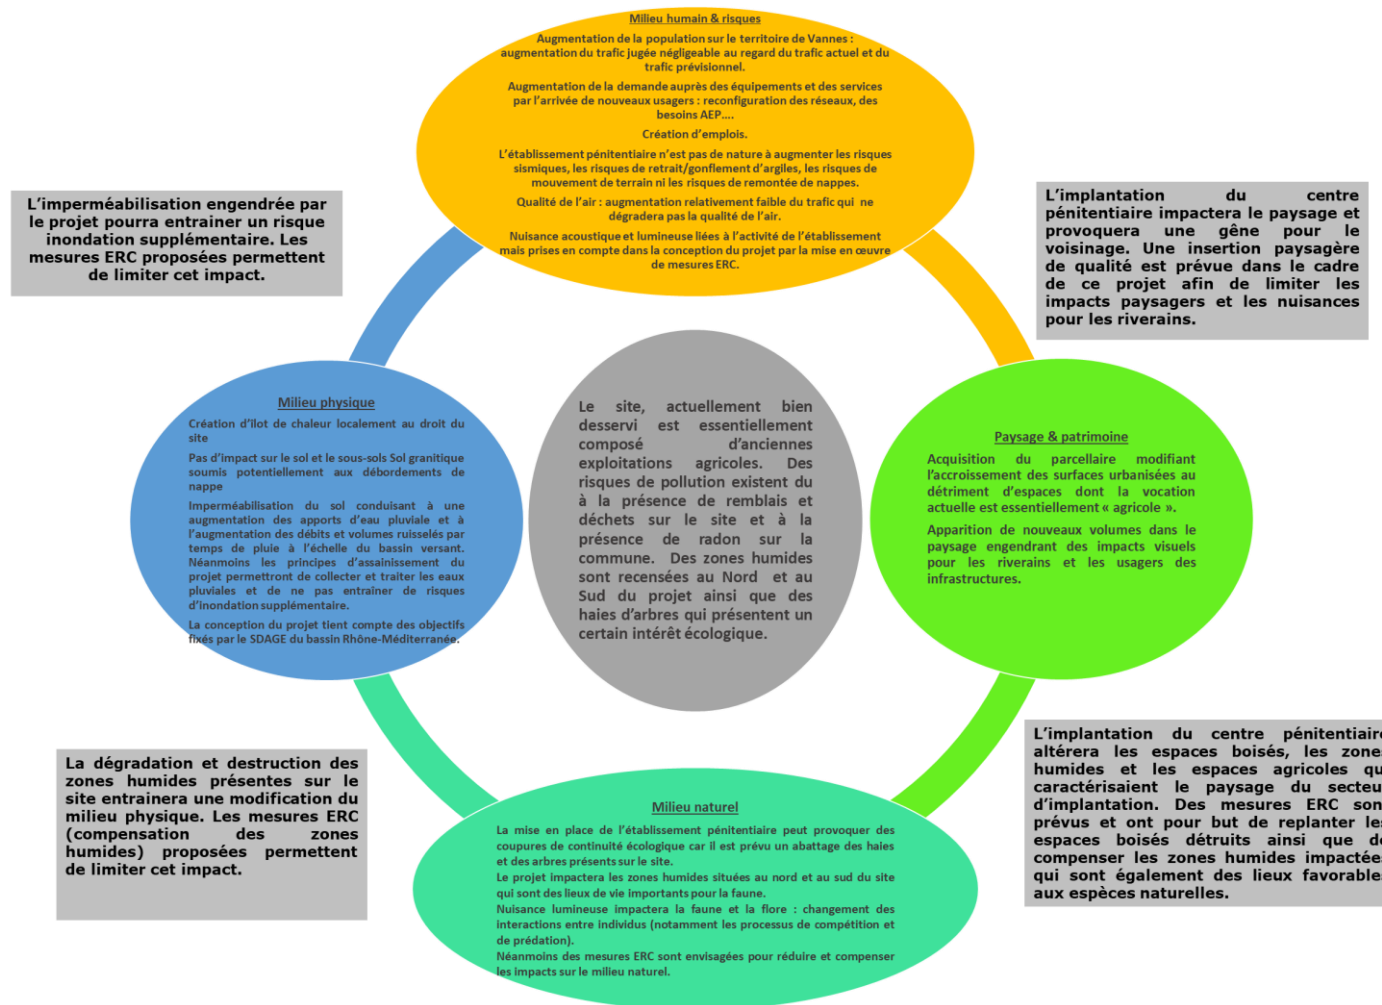 Milieu humain & risques
Augmentation de la population sur le territoire de Vannes :
augmentation du trafic jugée négligeable au regard du trafic actuel et du
trafic prévisionnel.
Augmentation de la demande auprès des équipements et des services
par l'arrivée de nouveaux usagers : reconfiguration des réseaux, des
besoins AEP....
Création d'emplois.
L'établissement pénitentiaire n'est pas de nature à augmenter les risques
sismiques, les risques de retrait/gonflement d'argiles, les risques de
mouvement de terrain ni les risques de remontée de nappes.
Qualité de l'air : augmentation relativement faible du trafic qui ne
dégradera pas la qualité de l'air.
Nuisance acoustique et lumineuse liées à l'activité de l'établissement
mais prises en compte dans la conception du projet par la mise en œuvre
de mesures ERC.
L'imperméabilisation engendrée par
le projet pourra entrainer un risque
inondation supplémentaire. Les
mesures ERC proposées permettent
de limiter cet impact.
L'implantation du centre
pénitentiaire impactera le paysage et
provoquera une gêne pour le
voisinage. Une insertion paysagère
de qualité est prévue dans le cadre
de ce projet afin de limiter les
impacts paysagers et les nuisances
pour les riverains.
Milieu physique
Création d'îlot de chaleur localement au droit du
site
Pas d'impact sur le sol et le sous-sols Sol granitique
soumis potentiellement aux débordements de
nappe
Imperméabilisation du sol conduisant à une
augmentation des apports d'eau pluviale et à
l'augmentation des débits et volumes ruisselés par
temps de pluie à l'échelle du bassin versant.
Néanmoins les principes d'assainissement du
projet permettront de collecter et traiter les eaux
pluviales et de ne pas entraîner de risques
d'inondation supplémentaire.
La conception du projet tient compte des objectifs
fixés par le SDAGE du bassin Rhône-Méditerranée.
Le site, actuellement bien
desservi est essentiellement
composé d'anciennes
exploitations agricoles. Des
risques de pollution existent du
à la présence de remblais et
déchets sur le site et à la
présence de radon sur la
commune. Des zones humides
sont recensées au Nord et au
Sud du projet ainsi que des
haies d'arbres qui présentent un
certain intérêt écologique.
Paysage & patrimoine
Acquisition du parcellaire modifiant
l'accroissement des surfaces urbanisées au
détriment d'espaces dont la vocation
actuelle est essentiellement « agricole ».
Apparition de nouveaux volumes dans le
paysage engendrant des impacts visuels
pour les riverains et les usagers des
infrastructures.
La dégradation et destruction des
zones humides présentes sur le
site entrainera une modification du
milieu physique. Les mesures ERC
(compensation des zones
humides) proposées permettent
de limiter cet impact.
Milieu naturel
La mise en place de l'établissement pénitentiaire peut provoquer des
coupures de continuité écologique car il est prévu un abattage des haies
et des arbres présents sur le site.
Le projet impactera les zones humides situées au nord et au sud du site
qui sont des lieux de vie importants pour la faune.
Nuisance lumineuse impactera la faune et la flore : changement des
interactions entre individus (notamment les processus de compétition et
de prédation).
Néanmoins des mesures ERC sont envisagées pour réduire et compenser
les impacts sur le milieu naturel.
L'implantation du centre pénitentiaire
altérera les espaces boisés, les zones
humides et les espaces agricoles qu
caractérisaient le paysage du secteu
d'implantation. Des mesures ERC son
prévus et ont pour but de replanter les
espaces boisés détruits ainsi que de
compenser les zones humides impactées
qui sont également des lieux favorables
aux espèces naturelles.